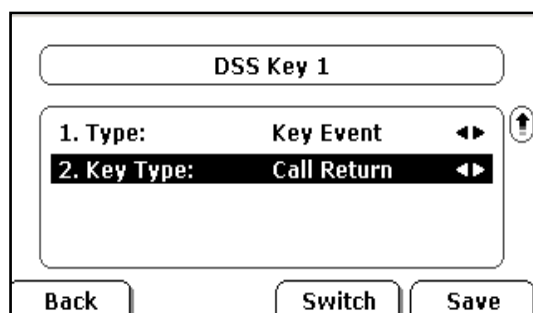 DSS Key 1
1. Type: Key Event
2. Key Type: Call Return
Back Switch Save